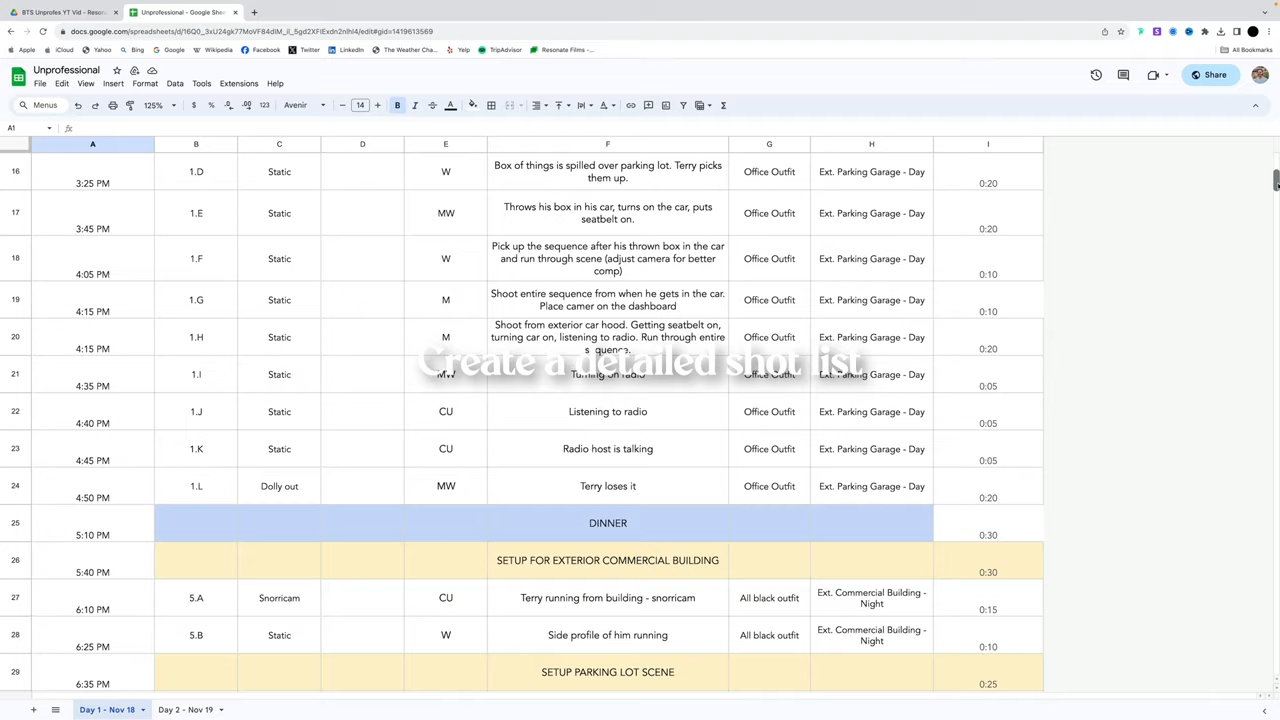 BTS Unprofes YT Vid - Reson
Unprofessional - Google Shee
docs.google.com/spreadsheets/d/16Q0_3xU24gk77MoVF84dlM_il_5gd2XFlExdn2nlhl4/edit#gid=1419613569
Apple
iCloud
Yahoo
Bing
Google
Wikipedia
Facebook
Twitter
LinkedIn
The Weather Cha...
Yelp
TripAdvisor
Resonate Films -...
All Bookmarks
Unprofessional
File Edit View Insert Format Data Tools Extensions Help
Share
Menus 125% $ % .0 .00 123 Avenir 14 B I A
A1 fx
A B C D E F G H I
16 3:25 PM 1.D Static W Box of things is spilled over parking lot. Terry picks
them up. Office Outfit Ext. Parking Garage - Day 0:20
17 3:45 PM 1.E Static MW Throws his box in his car, turns on the car, puts
seatbelt on. Office Outfit Ext. Parking Garage - Day 0:20
18 4:05 PM 1.F Static W Pick up the sequence after his thrown box in the car
and run through scene (adjust camera for better
comp) Office Outfit Ext. Parking Garage - Day 0:10
19 4:15 PM 1.G Static M Shoot entire sequence from when he gets in the car.
Place camer on the dashboard Office Outfit Ext. Parking Garage - Day 0:10
20 4:15 PM 1.H Static M Shoot from exterior car hood. Getting seatbelt on,
turning car on, listening to radio. Run through entire
sequence. Office Outfit Ext. Parking Garage - Day 0:20
Create a detailed shot list
21 4:35 PM 1.I Static MW Turning on radio Office Outfit Ext. Parking Garage - Day 0:05
22 4:40 PM 1.J Static CU Listening to radio Office Outfit Ext. Parking Garage - Day 0:05
23 4:45 PM 1.K Static CU Radio host is talking Office Outfit Ext. Parking Garage - Day 0:05
24 4:50 PM 1.L Dolly out MW Terry loses it Office Outfit Ext. Parking Garage - Day 0:20
25 5:10 PM DINNER 0:30
26 5:40 PM SETUP FOR EXTERIOR COMMERCIAL BUILDING 0:30
27 6:10 PM 5.A Snorricam CU Terry running from building - snorricam All black outfit Ext. Commercial Building -
Night 0:15
28 6:25 PM 5.B Static W Side profile of him running All black outfit Ext. Commercial Building -
Night 0:10
29 6:35 PM SETUP PARKING LOT SCENE 0:25
Day 1 - Nov 18 Day 2 - Nov 19